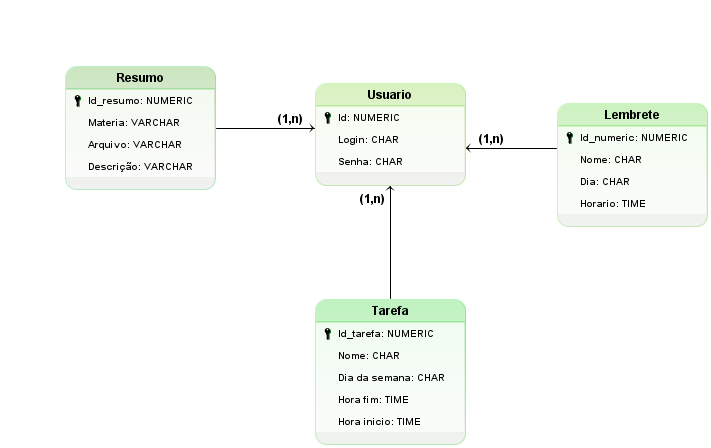 Resumo
Id_resumo: NUMERIC
Materia: VARCHAR
Arquivo: VARCHAR
Descrição: VARCHAR
(1,n)
Usuario
Id: NUMERIC
Login: CHAR
Senha: CHAR
(1,n)
Lembrete
Id_numeric: NUMERIC
Nome: CHAR
Dia: CHAR
Horario: TIME
(1,n)
Tarefa
Id_tarefa: NUMERIC
Nome: CHAR
Dia da semana: CHAR
Hora fim: TIME
Hora inicio: TIME